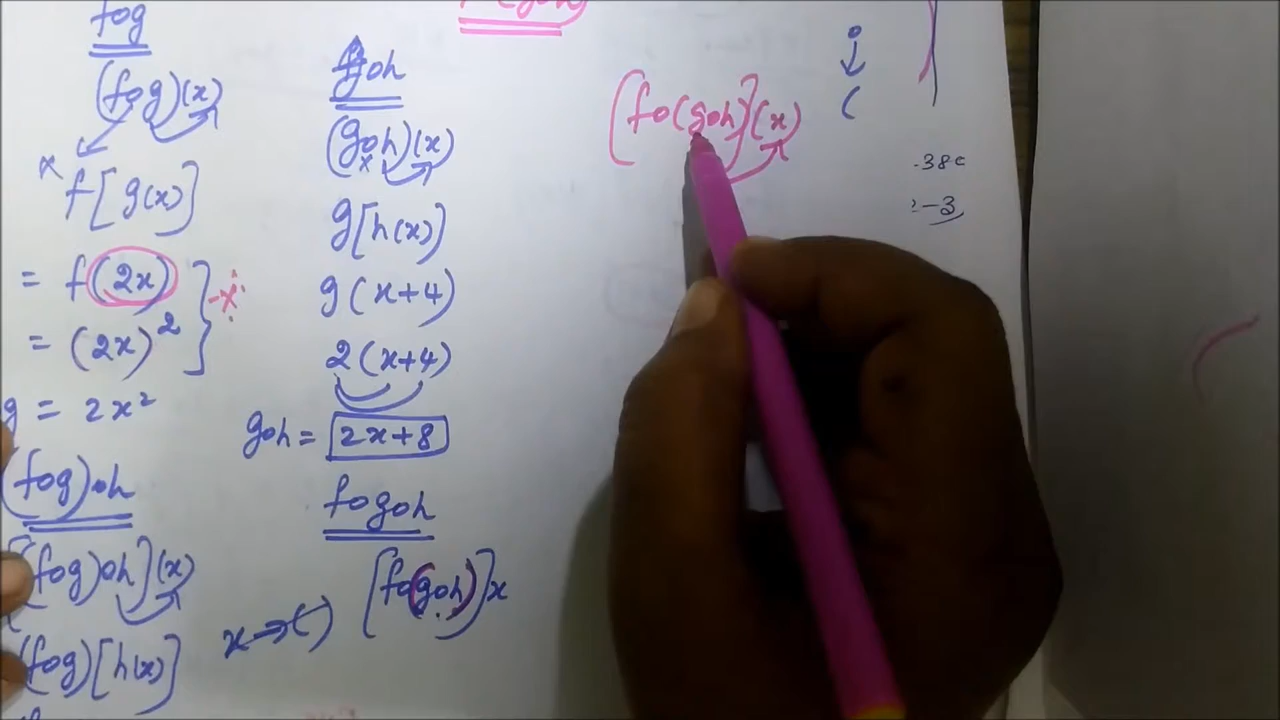 fog
(fog)(x)
f[g(x)]
= f(2x)
= (2x)²
g = 2x²
(fog)oh
[(fog)oh](x)
(fog)[h(x)]
goh
(goh)(x)
g[h(x)]
g(x+4)
2(x+4)
goh = 2x+8
fogoh
[fo(goh)]x
x ⇒ ( )
[fo(goh)](x)
o
↓
(